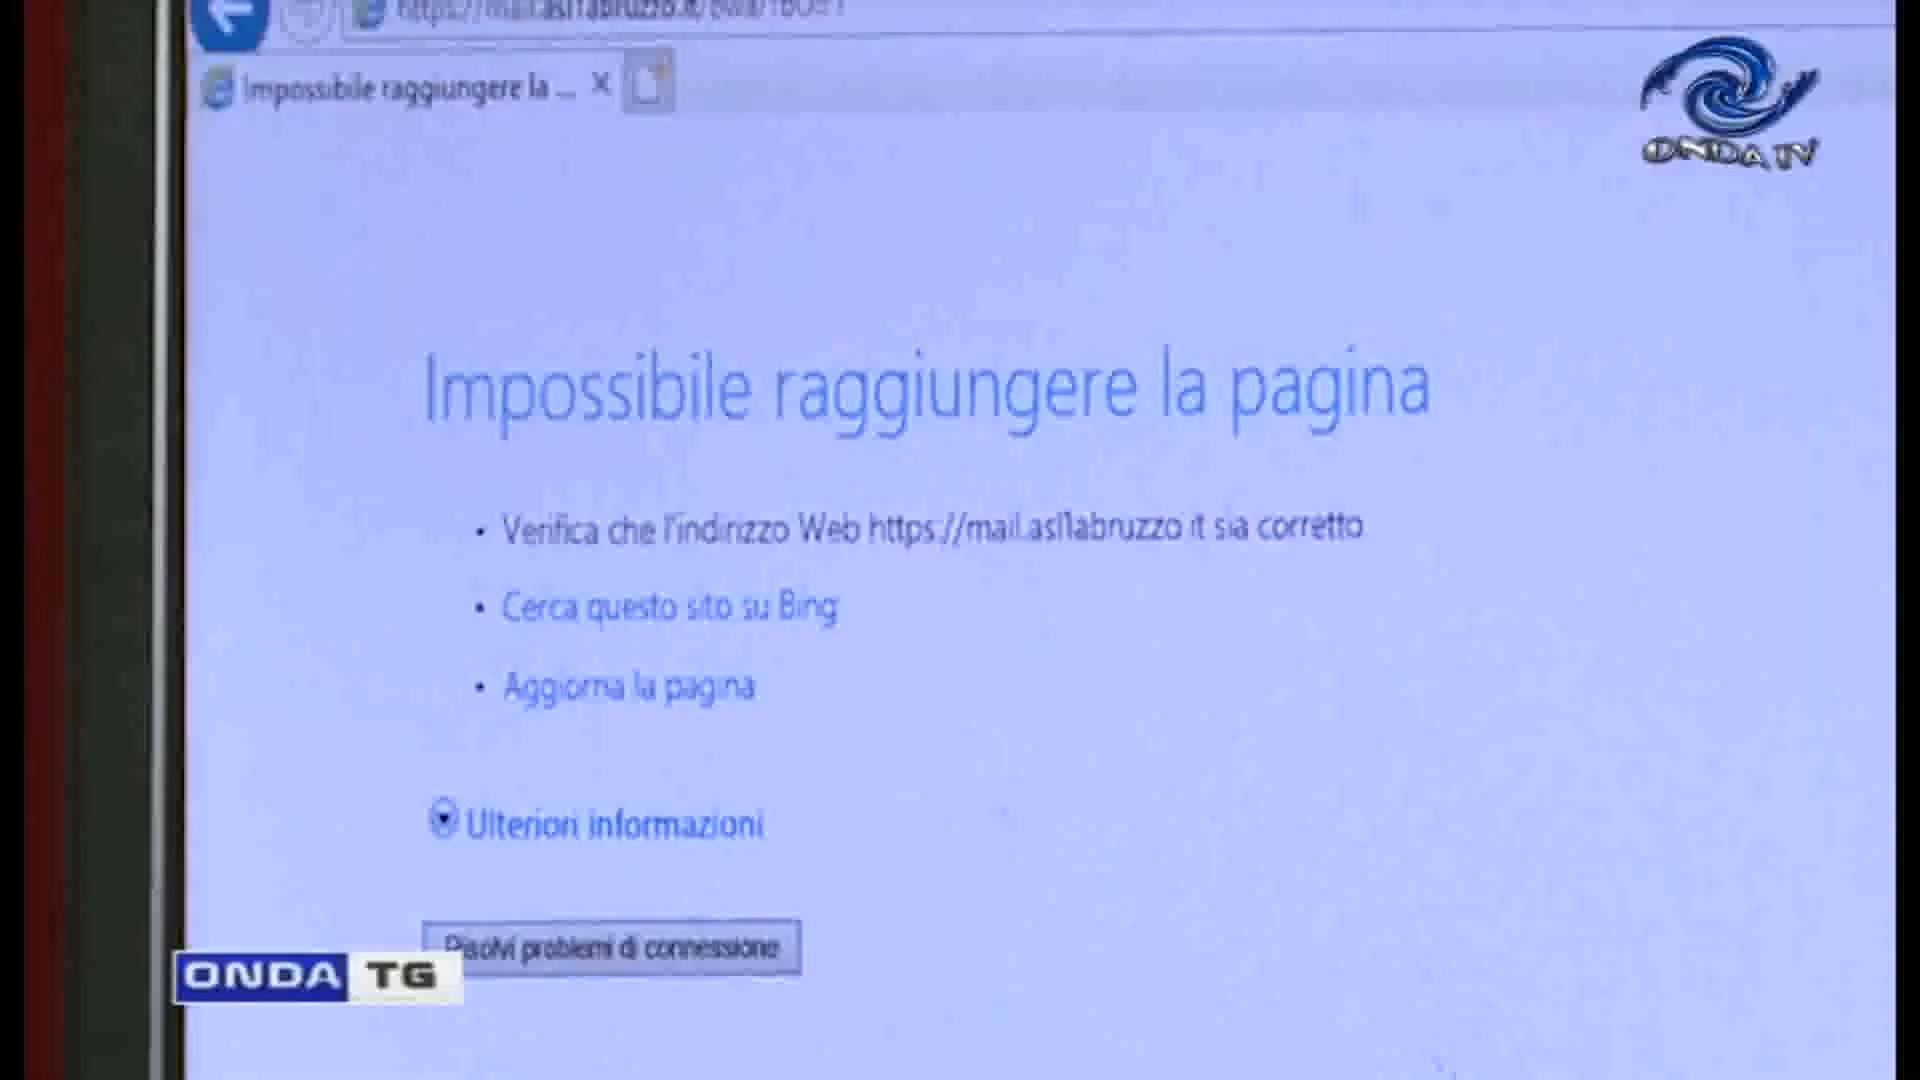 Impossibile raggiungere la ...
ONDA TV
Impossibile raggiungere la pagina
• Verifica che l'indirizzo Web https://mail.asl1abruzzo.it sia corretto
• Cerca questo sito su Bing
• Aggiorna la pagina
Ulteriori informazioni
Risolvi problemi di connessione
ONDA TG